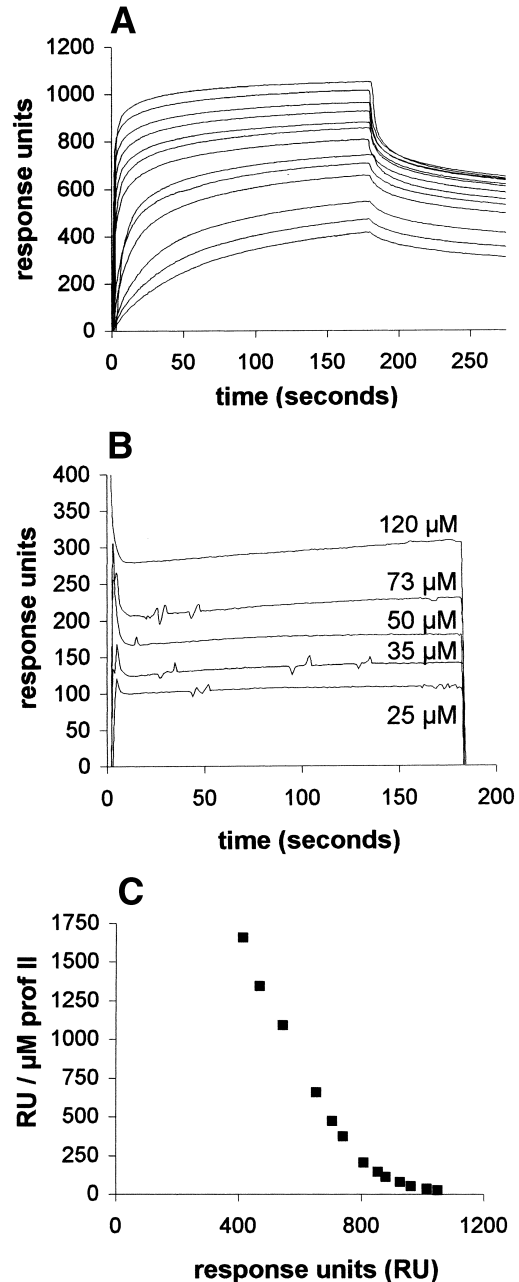 A
response units
1200
1000
800
600
400
200
0
0 50 100 150 200 250
time (seconds)
B
response units
400
350
300
250
200
150
100
50
0
120 µM
73 µM
50 µM
35 µM
25 µM
0 50 100 150 200
time (seconds)
C
RU / µM prof II
1750
1500
1250
1000
750
500
250
0
0 400 800 1200
response units (RU)